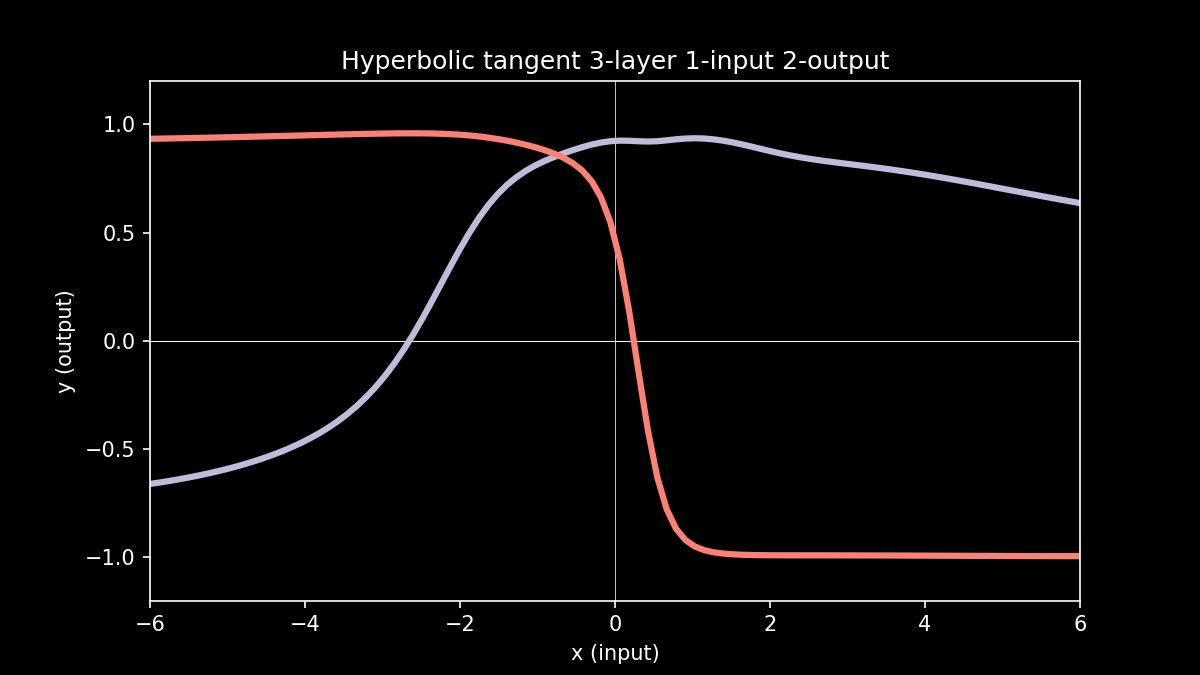 Hyperbolic tangent 3-layer 1-input 2-output
1.0
0.5
0.0
−0.5
−1.0
y (output)
−6 −4 −2 0 2 4 6
x (input)